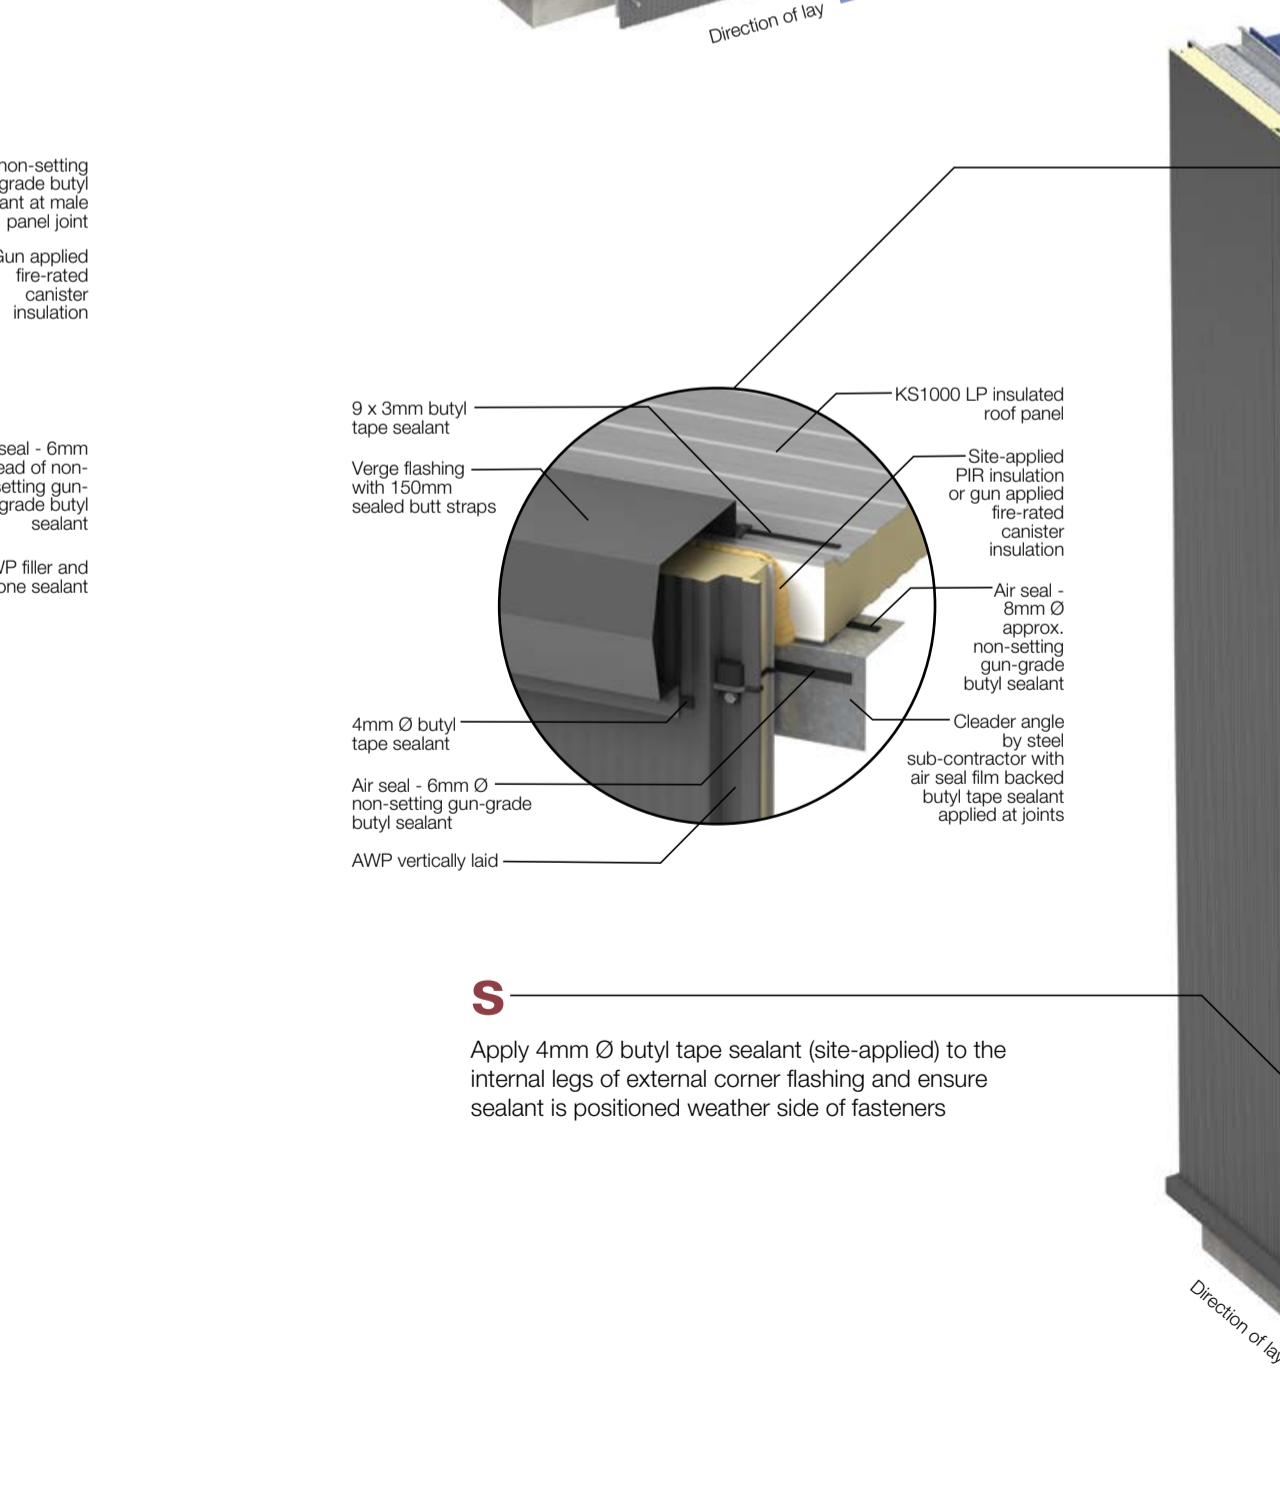 Direction of lay
non-setting
grade butyl
ant at male
panel joint
Gun applied
fire-rated
canister
insulation
seal - 6mm
ead of non-
setting gun-
grade butyl
sealant
VP filler and
one sealant
9 x 3mm butyl
tape sealant
Verge flashing
with 150mm
sealed butt straps
4mm Ø butyl
tape sealant
Air seal - 6mm Ø
non-setting gun-grade
butyl sealant
AWP vertically laid
KS1000 LP insulated
roof panel
Site-applied
PIR insulation
or gun applied
fire-rated
canister
insulation
Air seal -
8mm Ø
approx.
non-setting
gun-grade
butyl sealant
Cleader angle
by steel
sub-contractor with
air seal film backed
butyl tape sealant
applied at joints
S
Apply 4mm Ø butyl tape sealant (site-applied) to the
internal legs of external corner flashing and ensure
sealant is positioned weather side of fasteners
Direction of lay